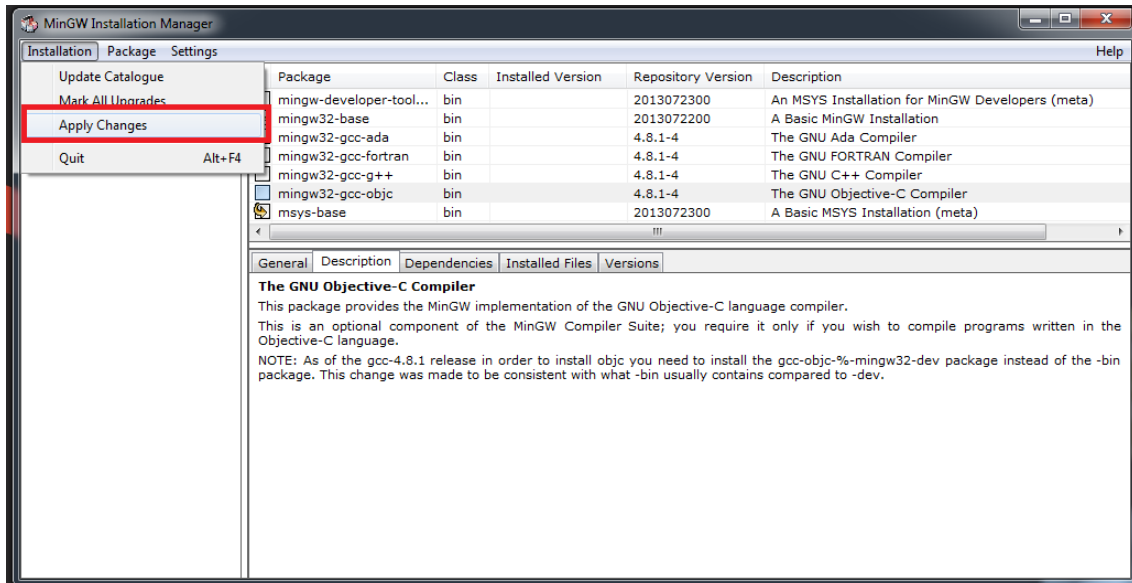 MinGW Installation Manager
Installation Package Settings Help
Update Catalogue
Mark All Upgrades
Apply Changes
Quit Alt+F4
Package Class Installed Version Repository Version Description
mingw-developer-tool... bin 2013072300 An MSYS Installation for MinGW Developers (meta)
mingw32-base bin 2013072200 A Basic MinGW Installation
mingw32-gcc-ada bin 4.8.1-4 The GNU Ada Compiler
mingw32-gcc-fortran bin 4.8.1-4 The GNU FORTRAN Compiler
mingw32-gcc-g++ bin 4.8.1-4 The GNU C++ Compiler
mingw32-gcc-objc bin 4.8.1-4 The GNU Objective-C Compiler
msys-base bin 2013072300 A Basic MSYS Installation (meta)
General Description Dependencies Installed Files Versions
The GNU Objective-C Compiler
This package provides the MinGW implementation of the GNU Objective-C language compiler.
This is an optional component of the MinGW Compiler Suite; you require it only if you wish to compile programs written in the
Objective-C language.
NOTE: As of the gcc-4.8.1 release in order to install objc you need to install the gcc-objc-%-mingw32-dev package instead of the -bin
package. This change was made to be consistent with what -bin usually contains compared to -dev.